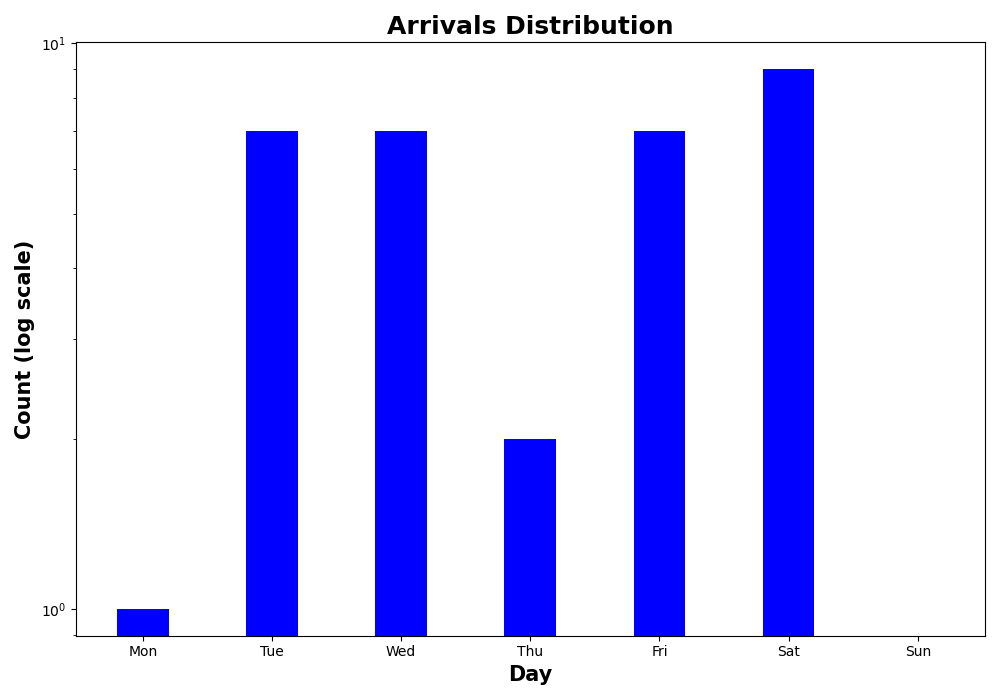 Arrivals Distribution
Count (log scale)
10¹
10⁰
Mon Tue Wed Thu Fri Sat Sun
Day